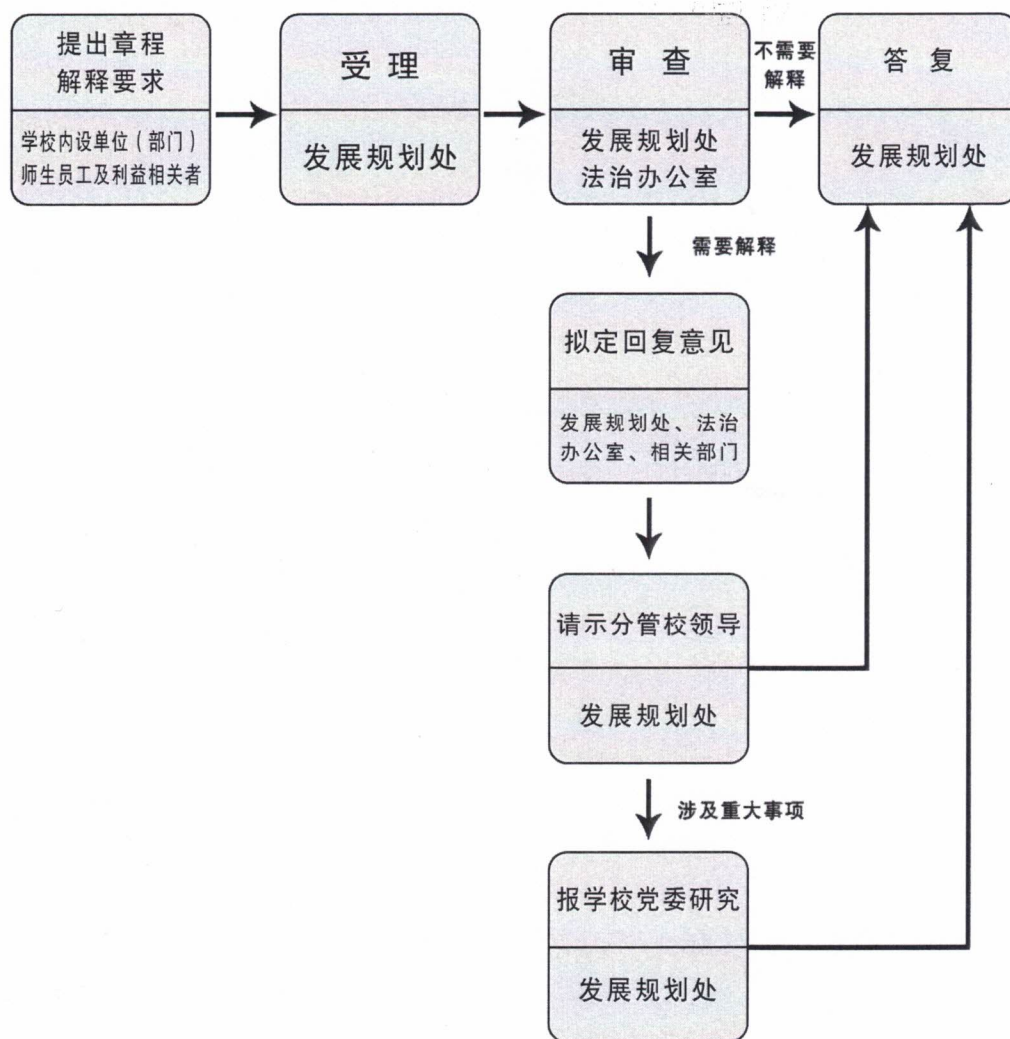 提出章程
解释要求
学校内设单位（部门）
师生员工及利益相关者
受理
发展规划处
审查
发展规划处
法治办公室
不需要
解释
答复
发展规划处
需要解释
拟定回复意见
发展规划处、法治
办公室、相关部门
请示分管校领导
发展规划处
涉及重大事项
报学校党委研究
发展规划处